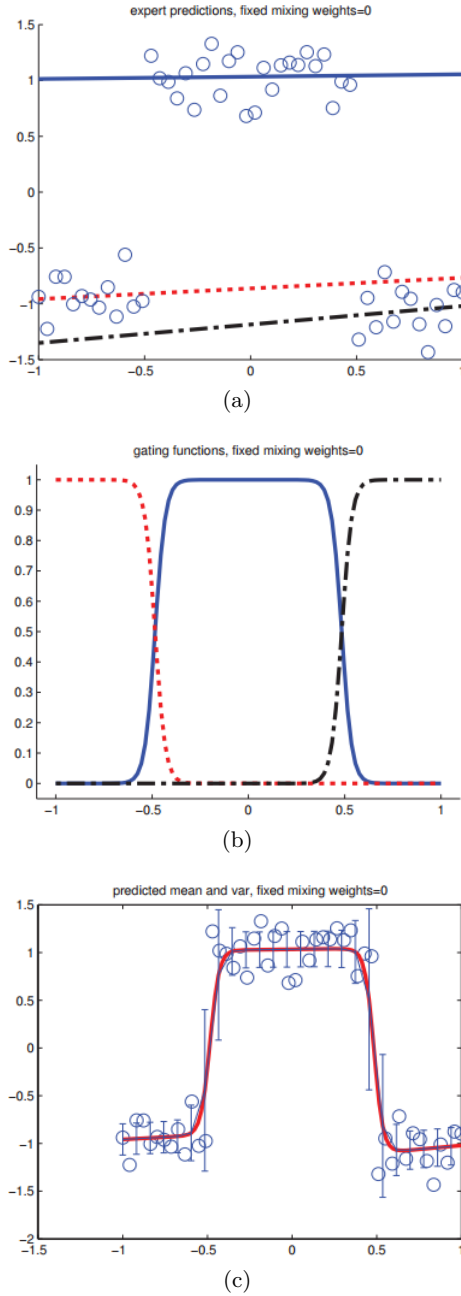 expert predictions, fixed mixing weights=0
1.5
1
0.5
0
−0.5
−1
−1.5
−1 −0.5 0 0.5 1
(a)
gating functions, fixed mixing weights=0
1
0.9
0.8
0.7
0.6
0.5
0.4
0.3
0.2
0.1
0
−1 −0.5 0 0.5 1
(b)
predicted mean and var, fixed mixing weights=0
1.5
1
0.5
0
−0.5
−1
−1.5
−2
−1.5 −1 −0.5 0 0.5 1
(c)